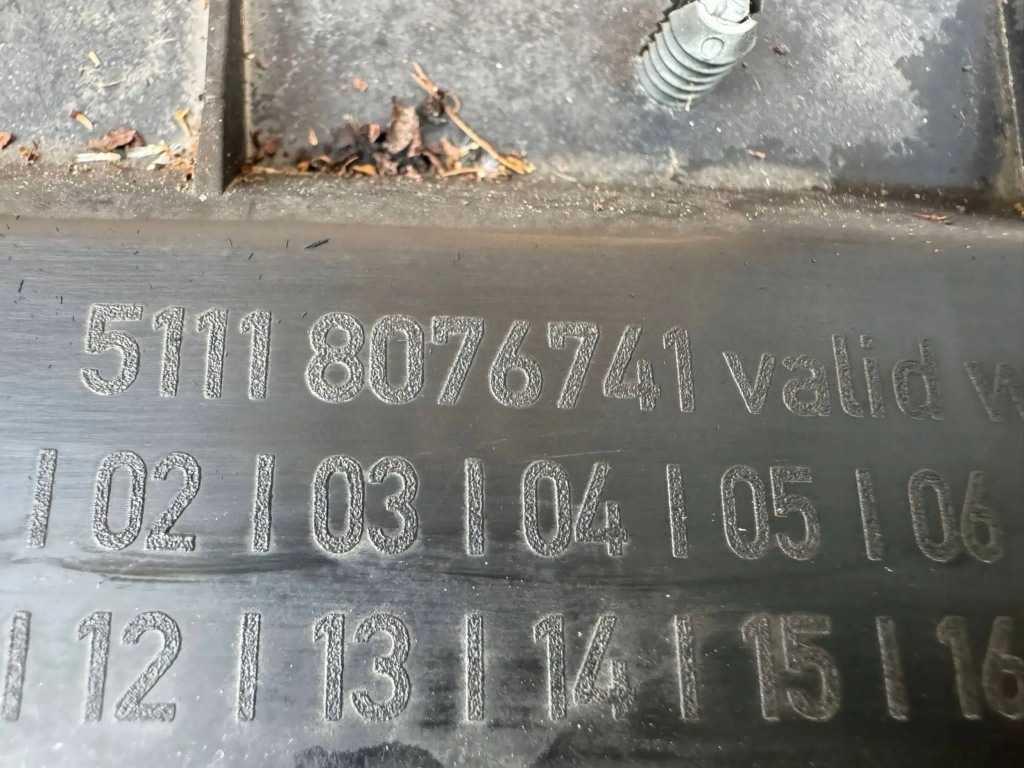 5111 8076741 valid w
| 02 | 03 | 04 | 05 | 06
| 12 | 13 | 14 | 15 | 16